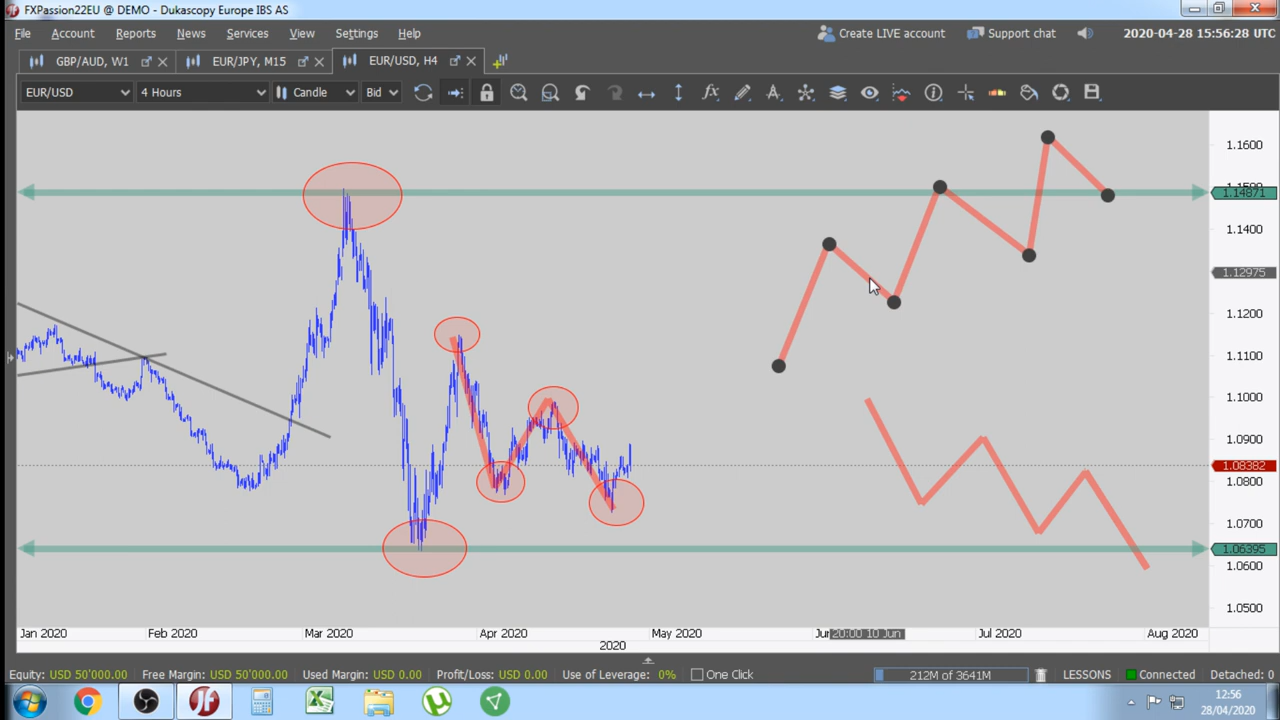 FXPassion22EU @ DEMO - Dukascopy Europe IBS AS
File Account Reports News Services View Settings Help Create LIVE account Support chat 2020-04-28 15:56:28 UTC
GBP/AUD, W1 EUR/JPY, M15 EUR/USD, H4
EUR/USD 4 Hours Candle Bid
1.1600
1.14871
1.1400
1.12975
1.1200
1.1100
1.1000
1.0900
1.08382
1.0800
1.0700
1.06395
1.0600
1.0500
Jan 2020 Feb 2020 Mar 2020 Apr 2020 May 2020 20:00 10 Jun Jul 2020 Aug 2020
2020
Equity: USD 50'000.00 Free Margin: USD 50'000.00 Used Margin: USD 0.00 Profit/Loss: USD 0.00 Use of Leverage: 0% One Click 212M of 3641M LESSONS Connected Detached: 0
12:56
28/04/2020